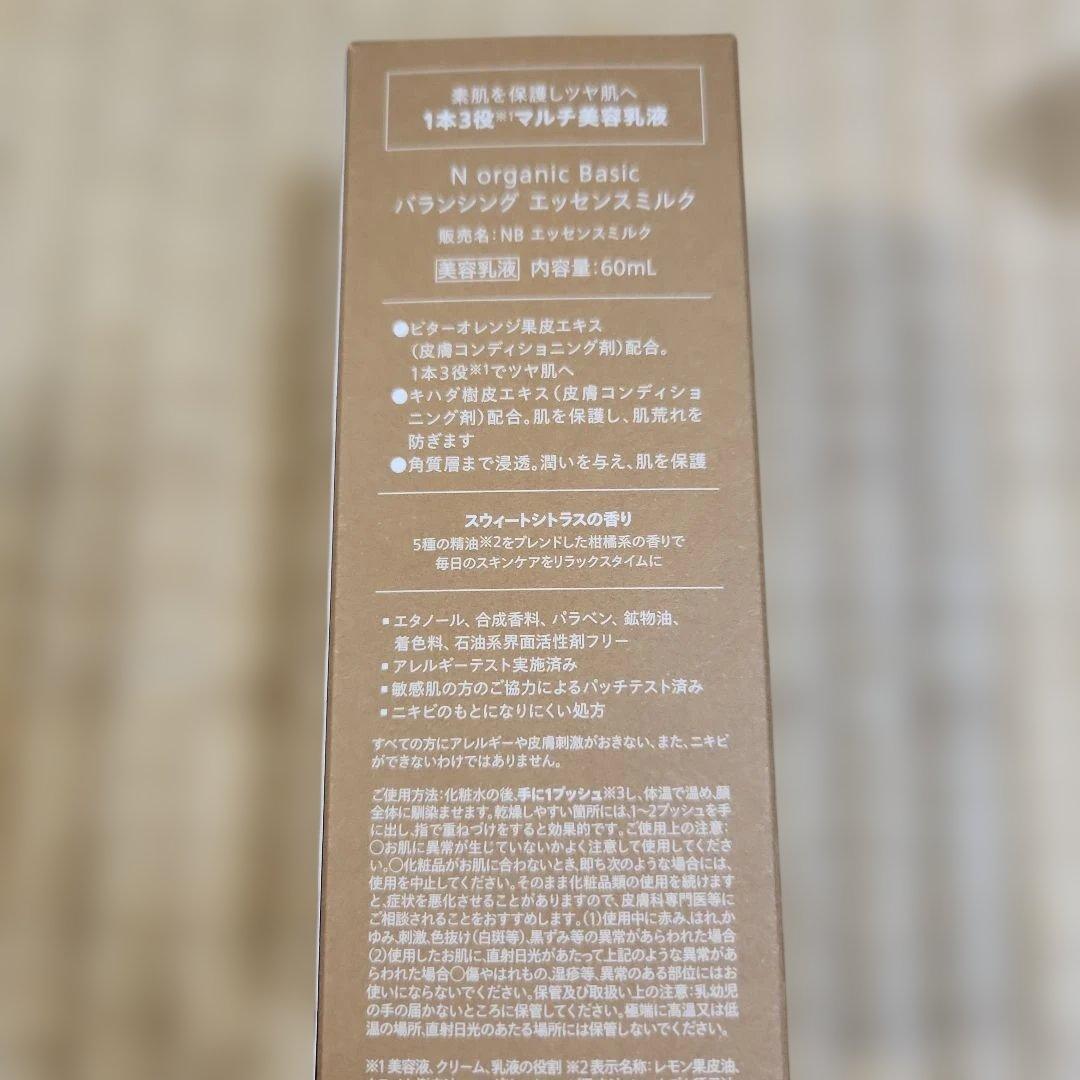 素肌を保護しツヤ肌へ
1本3役※1マルチ美容乳液
N organic Basic
バランシング エッセンスミルク
販売名:NB エッセンスミルク
美容乳液 内容量:60mL
●ビターオレンジ果皮エキス
(皮膚コンディショニング剤)配合。
1本3役※1でツヤ肌へ
●キハダ樹皮エキス(皮膚コンディショ
ニング剤)配合。肌を保護し、肌荒れを
防ぎます
●角質層まで浸透。潤いを与え、肌を保護
スウィートシトラスの香り
5種の精油※2をブレンドした柑橘系の香りで
毎日のスキンケアをリラックスタイムに
▪エタノール、合成香料、パラベン、鉱物油、
着色料、石油系界面活性剤フリー
▪アレルギーテスト実施済み
▪敏感肌の方のご協力によるパッチテスト済み
▪ニキビのもとになりにくい処方
すべての方にアレルギーや皮膚刺激がおきない、また、ニキビ
ができないわけではありません。
ご使用方法:化粧水の後、手に1プッシュ※3し、体温で温め、顔
全体に馴染ませます。乾燥しやすい箇所には、1〜2プッシュを手
に出し、指で重ねづけをすると効果的です。ご使用上の注意:
○お肌に異常が生じていないかよく注意して使用してくださ
い。○化粧品がお肌に合わないとき、即ち次のような場合には、
使用を中止してください。そのまま化粧品類の使用を続けます
と、症状を悪化させることがありますので、皮膚科専門医等に
ご相談されることをおすすめします。(1)使用中に赤み、はれ、か
ゆみ、刺激、色抜け(白斑等)、黒ずみ等の異常があらわれた場合
(2)使用したお肌に、直射日光があたって上記のような異常があ
らわれた場合○傷やはれもの、湿疹等、異常のある部位にはお
使いにならないでください。保管及び取扱い上の注意:乳幼児
の手の届かないところに保管してください。極端に高温又は低
温の場所、直射日光のあたる場所には保管しないでください。
※1 美容液、クリーム、乳液の役割 ※2 表示名称:レモン果皮油、